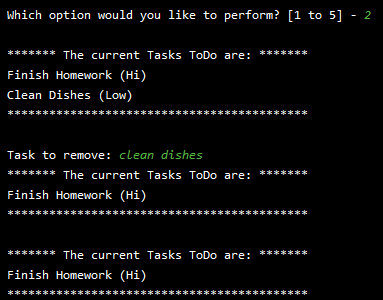 Which option would you like to perform? [1 to 5] - 2
******* The current Tasks ToDo are: *******
Finish Homework (Hi)
Clean Dishes (Low)
*******************************************
Task to remove: clean dishes
******* The current Tasks ToDo are: *******
Finish Homework (Hi)
*******************************************
******* The current Tasks ToDo are: *******
Finish Homework (Hi)
*******************************************